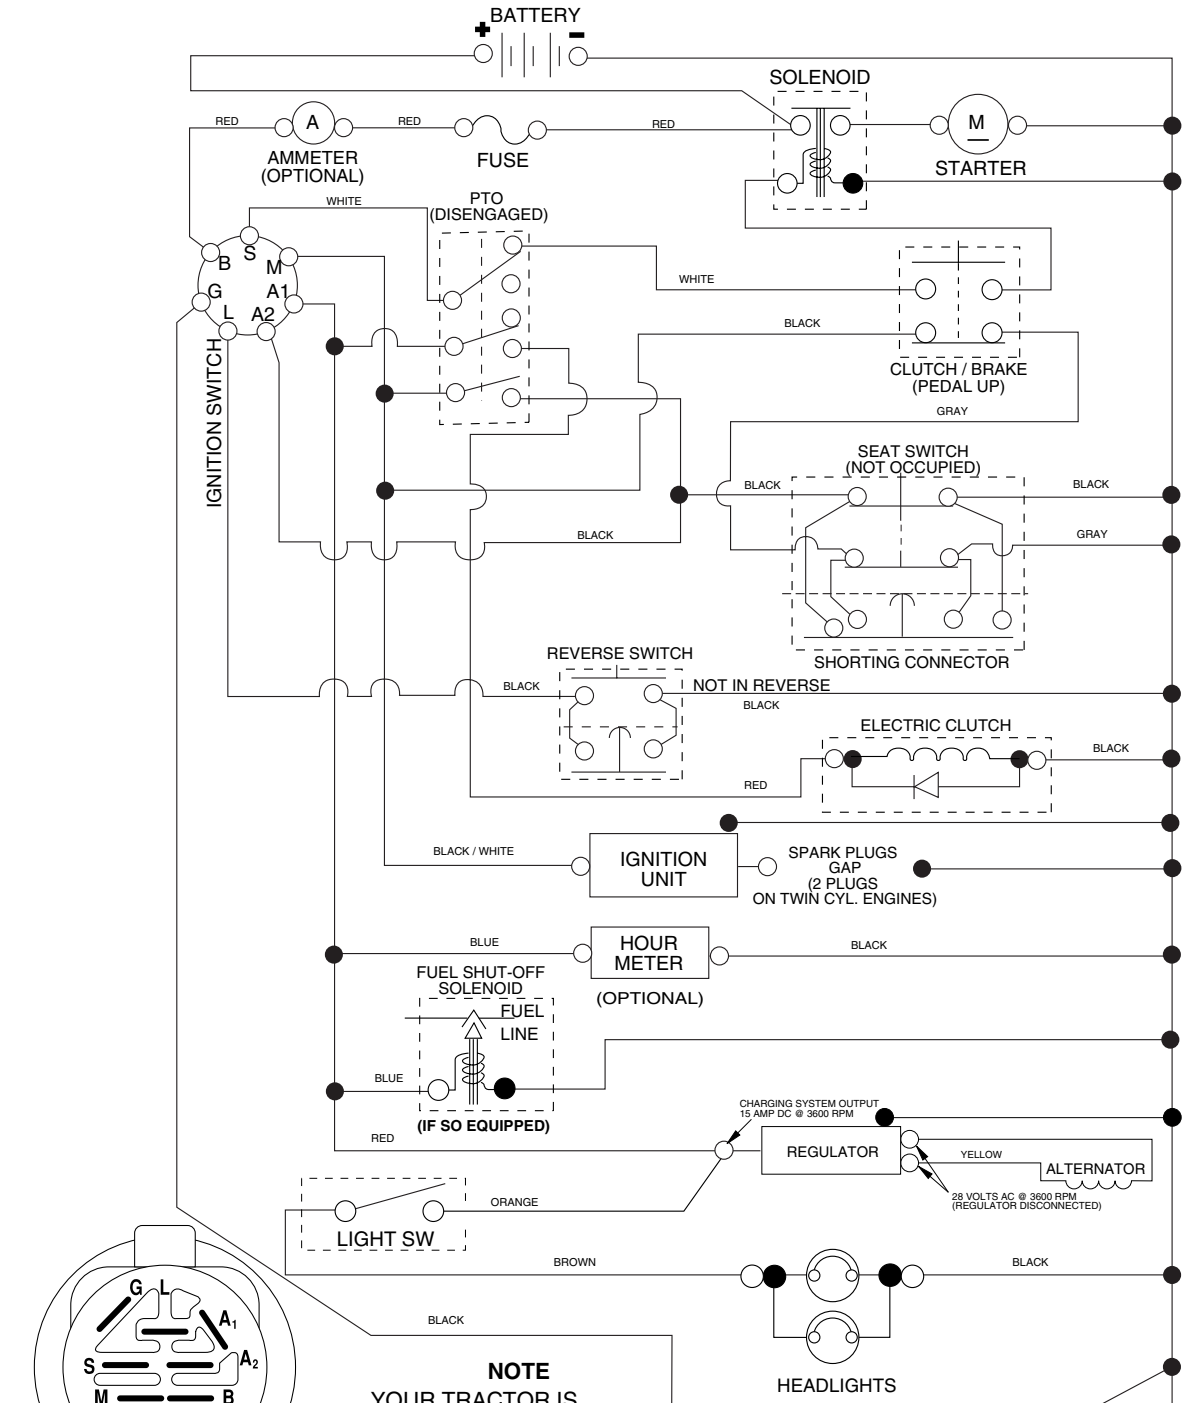 BATTERY
+
-
SOLENOID
RED
A
RED
RED
M
AMMETER
(OPTIONAL)
FUSE
STARTER
WHITE
PTO
(DISENGAGED)
S
B
M
G
A1
L
A2
IGNITION SWITCH
WHITE
BLACK
CLUTCH / BRAKE
(PEDAL UP)
GRAY
SEAT SWITCH
(NOT OCCUPIED)
BLACK
BLACK
BLACK
GRAY
SHORTING CONNECTOR
REVERSE SWITCH
BLACK
NOT IN REVERSE
BLACK
ELECTRIC CLUTCH
BLACK
RED
BLACK / WHITE
IGNITION
UNIT
SPARK PLUGS
GAP
(2 PLUGS
ON TWIN CYL. ENGINES)
BLUE
HOUR
METER
BLACK
(OPTIONAL)
FUEL SHUT-OFF
SOLENOID
FUEL
LINE
BLUE
(IF SO EQUIPPED)
CHARGING SYSTEM OUTPUT
15 AMP DC @ 3600 RPM
RED
REGULATOR
YELLOW
ALTERNATOR
28 VOLTS AC @ 3600 RPM
(REGULATOR DISCONNECTED)
ORANGE
LIGHT SW
BROWN
BLACK
HEADLIGHTS
G
L
A1
S
A2
M
B
BLACK
NOTE
YOUR TRACTOR IS